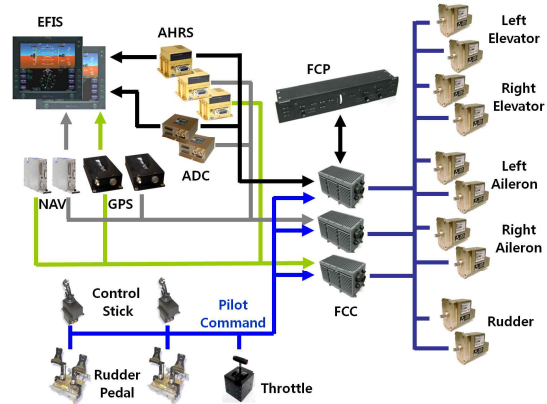 EFIS
AHRS
FCP
Left
Elevator
Right
Elevator
ADC
Left
Aileron
NAV
GPS
Right
Aileron
Control
Stick
Pilot
Command
FCC
Rudder
Rudder
Pedal
Throttle